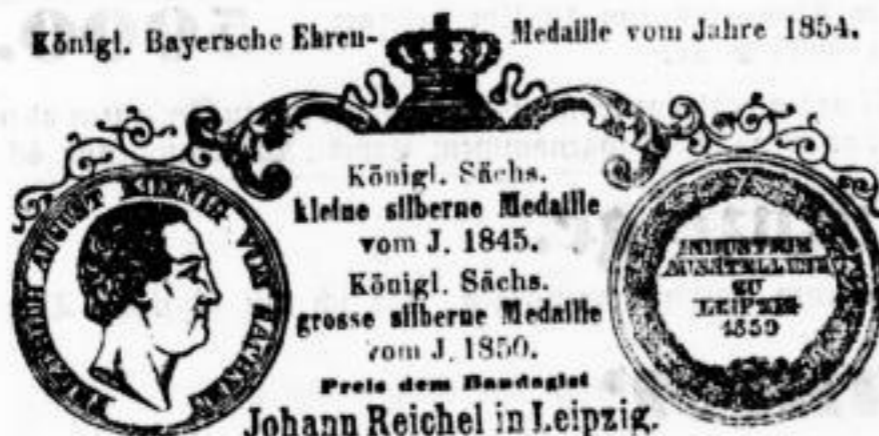 Königl. Bayersche Ehren- Medaille vom Jahre 1854.
Königl. Sächs.
kleine silberne Medaille
vom J. 1845.
Königl. Sächs.
grosse silberne Medaille
vom J. 1850.
Preis dem Bandagist
Johann Reichel in Leipzig.
FRIEDRICH AUGUST KOENIG VON SACHSEN
INDUSTRIE
AUSSTELLUNG
ZU
LEIPZIG
1850